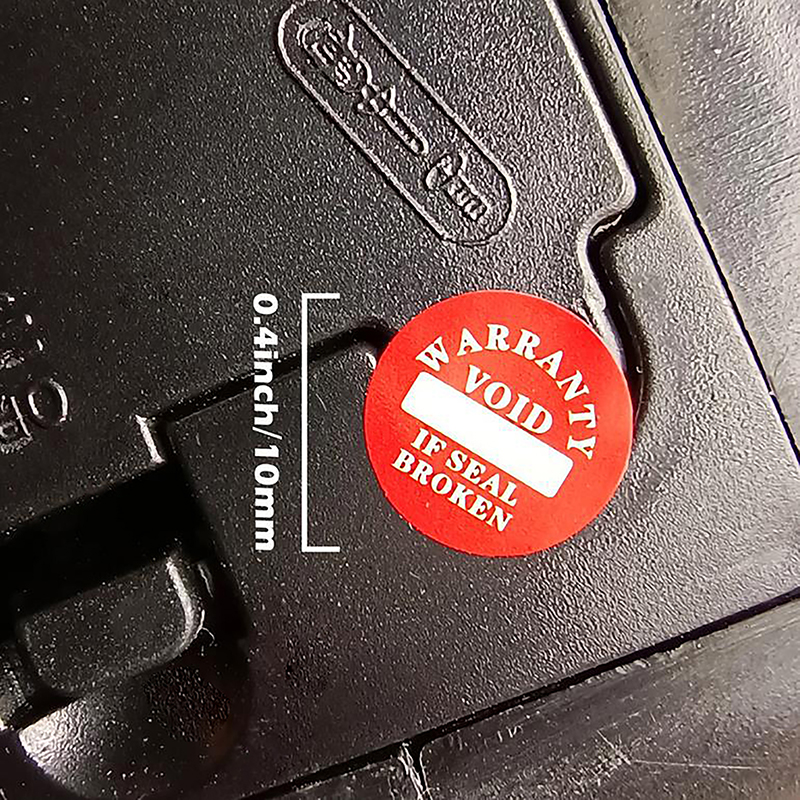 WARRANTY
VOID
IF SEAL
BROKEN
0.4inch/10mm